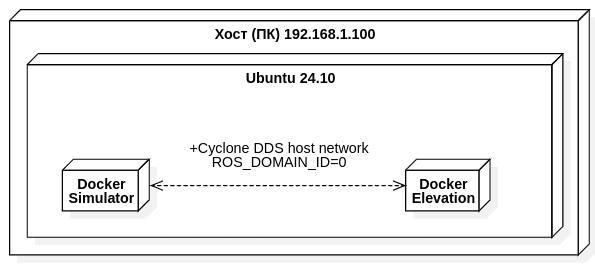 Хост (ПК) 192.168.1.100
Ubuntu 24.10
+Cyclone DDS host network
ROS_DOMAIN_ID=0
Docker
Simulator
Docker
Elevation